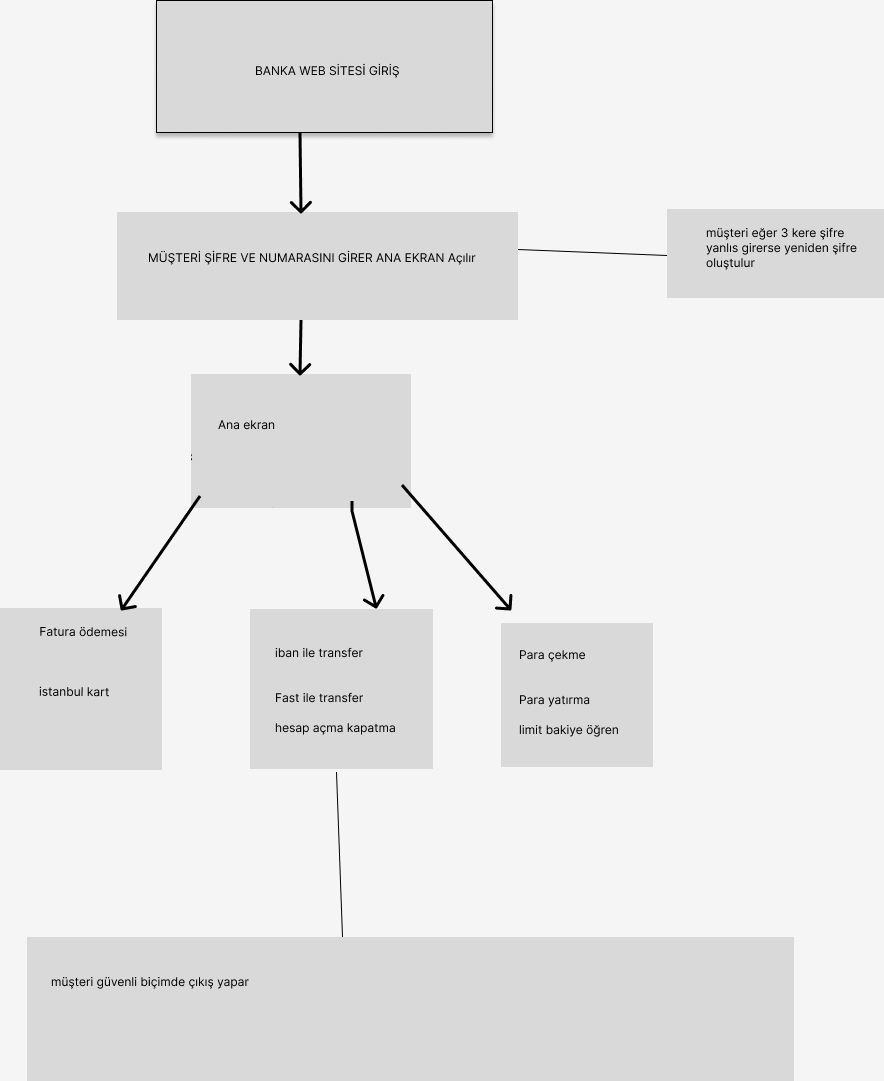 BANKA WEB SİTESİ GİRİŞ
MÜŞTERİ ŞİFRE VE NUMARASINI GİRER ANA EKRAN Açılır
müşteri eğer 3 kere şifre
yanlıs girerse yeniden şifre
oluştulur
Ana ekran
Fatura ödemesi
istanbul kart
iban ile transfer
Fast ile transfer
hesap açma kapatma
Para çekme
Para yatırma
limit bakiye öğren
müşteri güvenli biçimde çıkış yapar